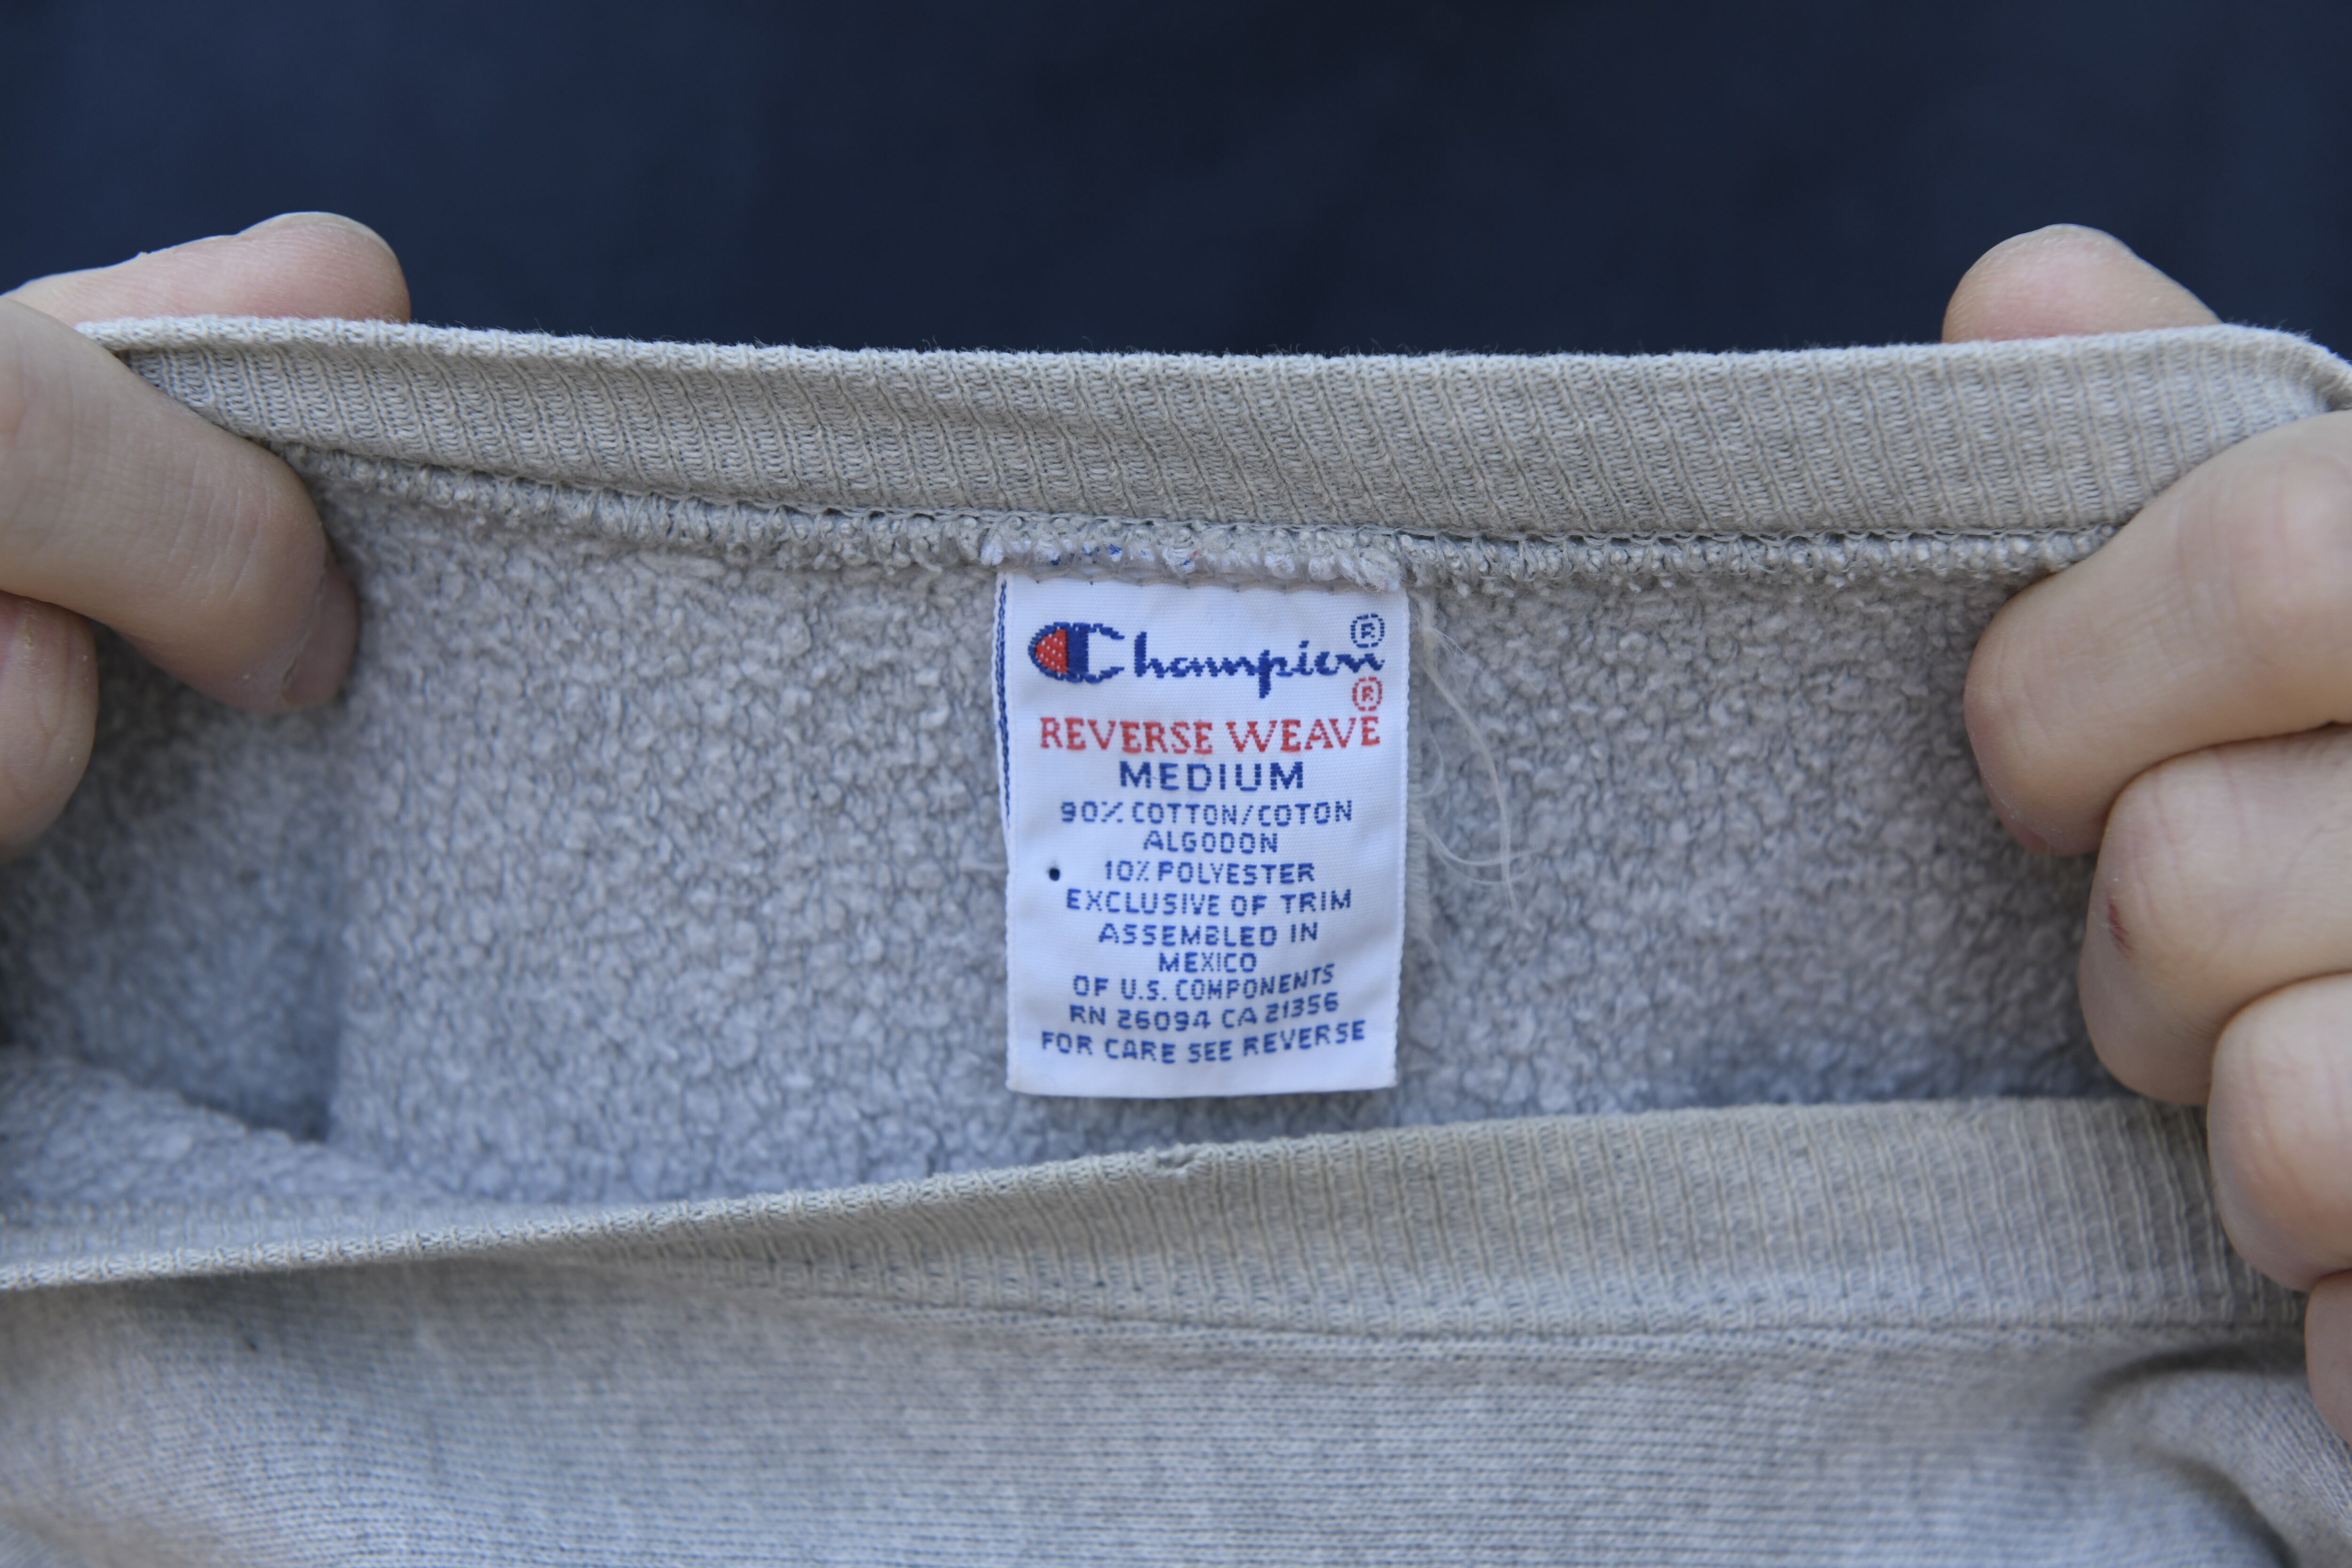 Champion®
REVERSE WEAVE®
MEDIUM
90% COTTON/COTON
ALGODON
10% POLYESTER
EXCLUSIVE OF TRIM
ASSEMBLED IN
MEXICO
OF U.S. COMPONENTS
RN 26094 CA 21356
FOR CARE SEE REVERSE